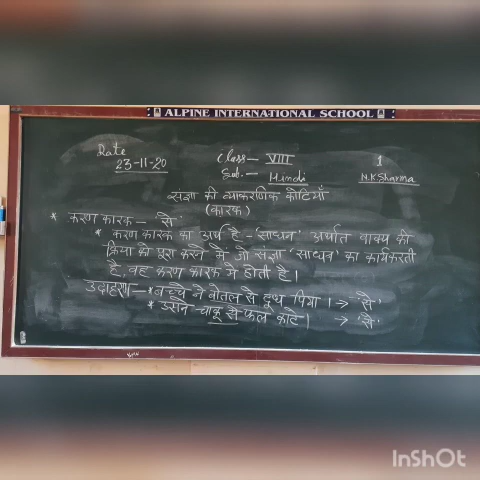 ALPINE INTERNATIONAL SCHOOL
Date
23-11-20
Class - VIII
Sub. - Hindi
1
N.K. Sharma
संज्ञा की व्याकरणिक कोटियाँ
(कारक)
* करण कारक - 'से'
* करण कारक का अर्थ है - 'साधन' अर्थात वाक्य की
क्रिया को पूरा करने में जो संज्ञा 'साधन' का कार्य करती
है, वह करण कारक में होती है।
उदाहरण - * बच्चे ने बोतल से दूध पिया। → 'से'
* उसने चाकू से फल काटे। → 'से'
InShOt